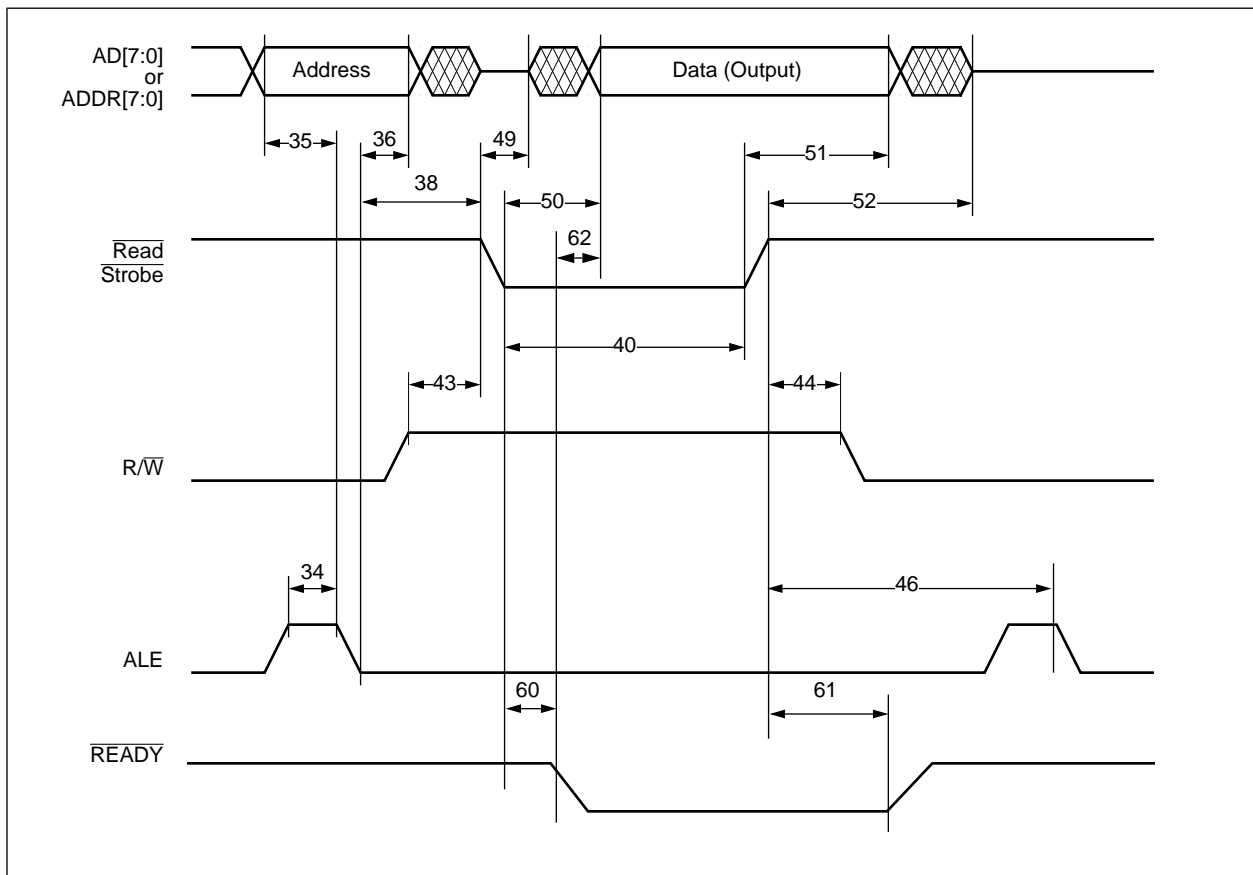 AD[7:0]
or
ADDR[7:0]
Address
Data (Output)
35
36
49
51
38
50
52
Read
Strobe
62
40
43
44
R/W
34
46
ALE
60
61
READY